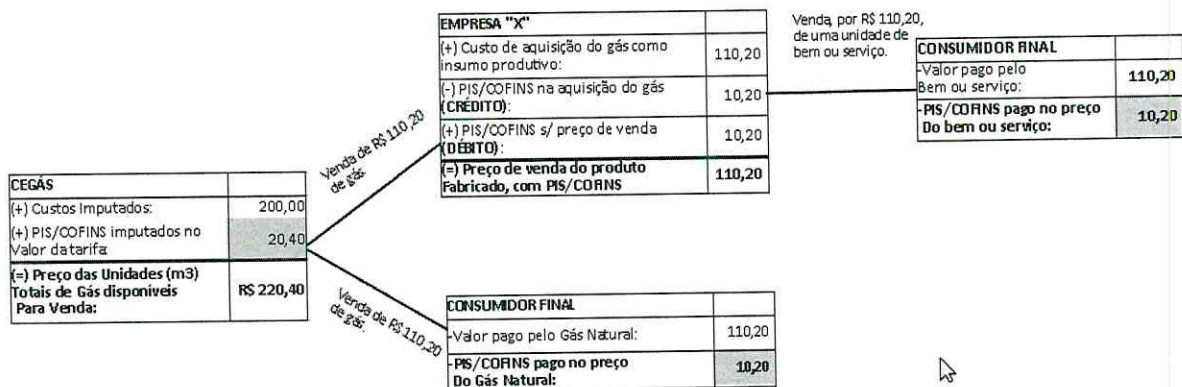 EMPRESA "X"
(+) Custo de aquisição do gás como
insumo produtivo:
110,20
(-) PIS/COFINS na aquisição do gás
(CRÉDITO):
10,20
(+) PIS/COFINS s/ preço de venda
(DÉBITO):
10,20
(=) Preço de venda do produto
Fabricado, com PIS/COFINS
110,20
Venda, por R$ 110,20,
de uma unidade de
bem ou serviço.
CONSUMIDOR FINAL
-Valor pago pelo
Bem ou serviço:
110,20
-PIS/COFINS pago no preço
Do bem ou serviço:
10,20
Venda de R$ 110,20
de gás.
CEGÁS
(+) Custos Imputados:
200,00
(+) PIS/COFINS imputados no
Valor da tarifa:
20,40
(=) Preço das Unidades (m3)
Totais de Gás disponíveis
Para Venda:
R$ 220,40
Venda de R$ 110,20
de gás.
CONSUMIDOR FINAL
-Valor pago pelo Gás Natural:
110,20
-PIS/COFINS pago no preço
Do Gás Natural:
10,20